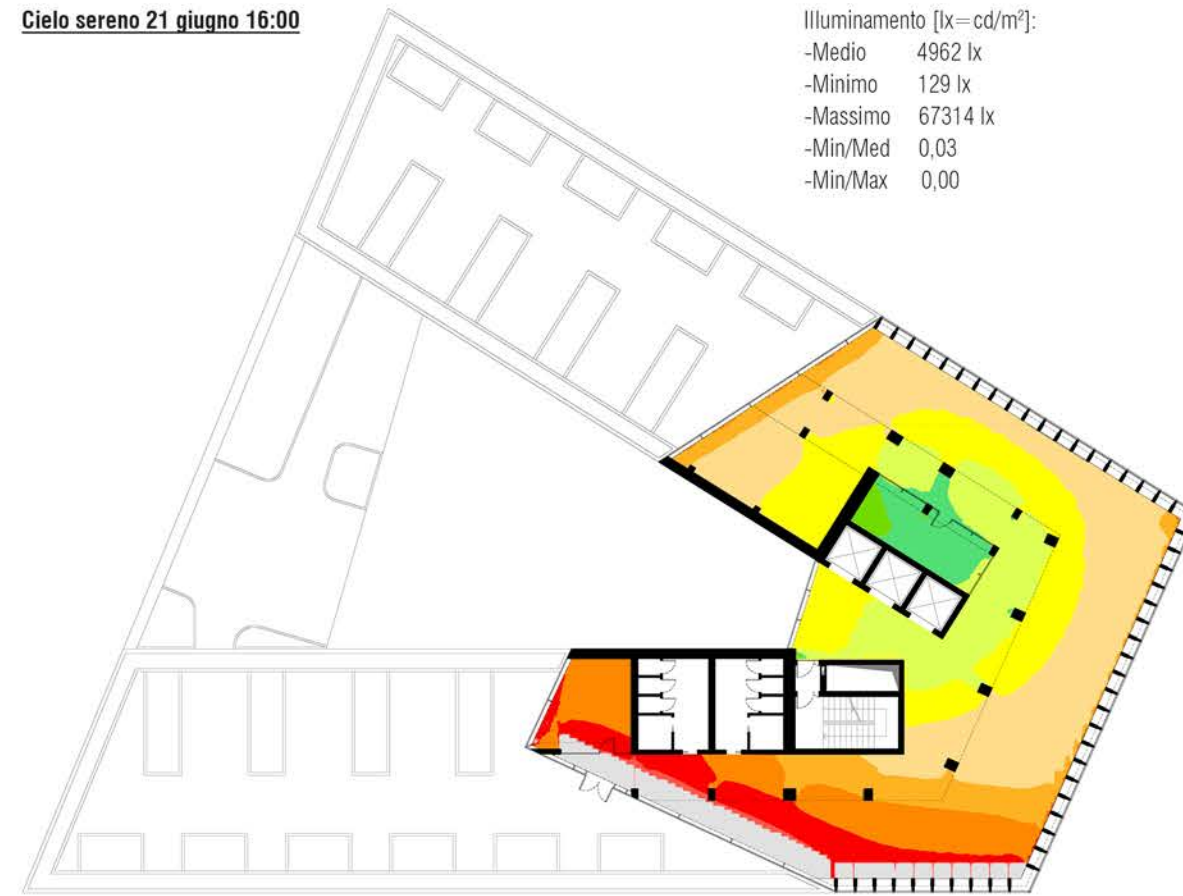 Cielo sereno 21 giugno 16:00
Illuminamento [lx=cd/m²]:
-Medio 4962 lx
-Minimo 129 lx
-Massimo 67314 lx
-Min/Med 0,03
-Min/Max 0,00